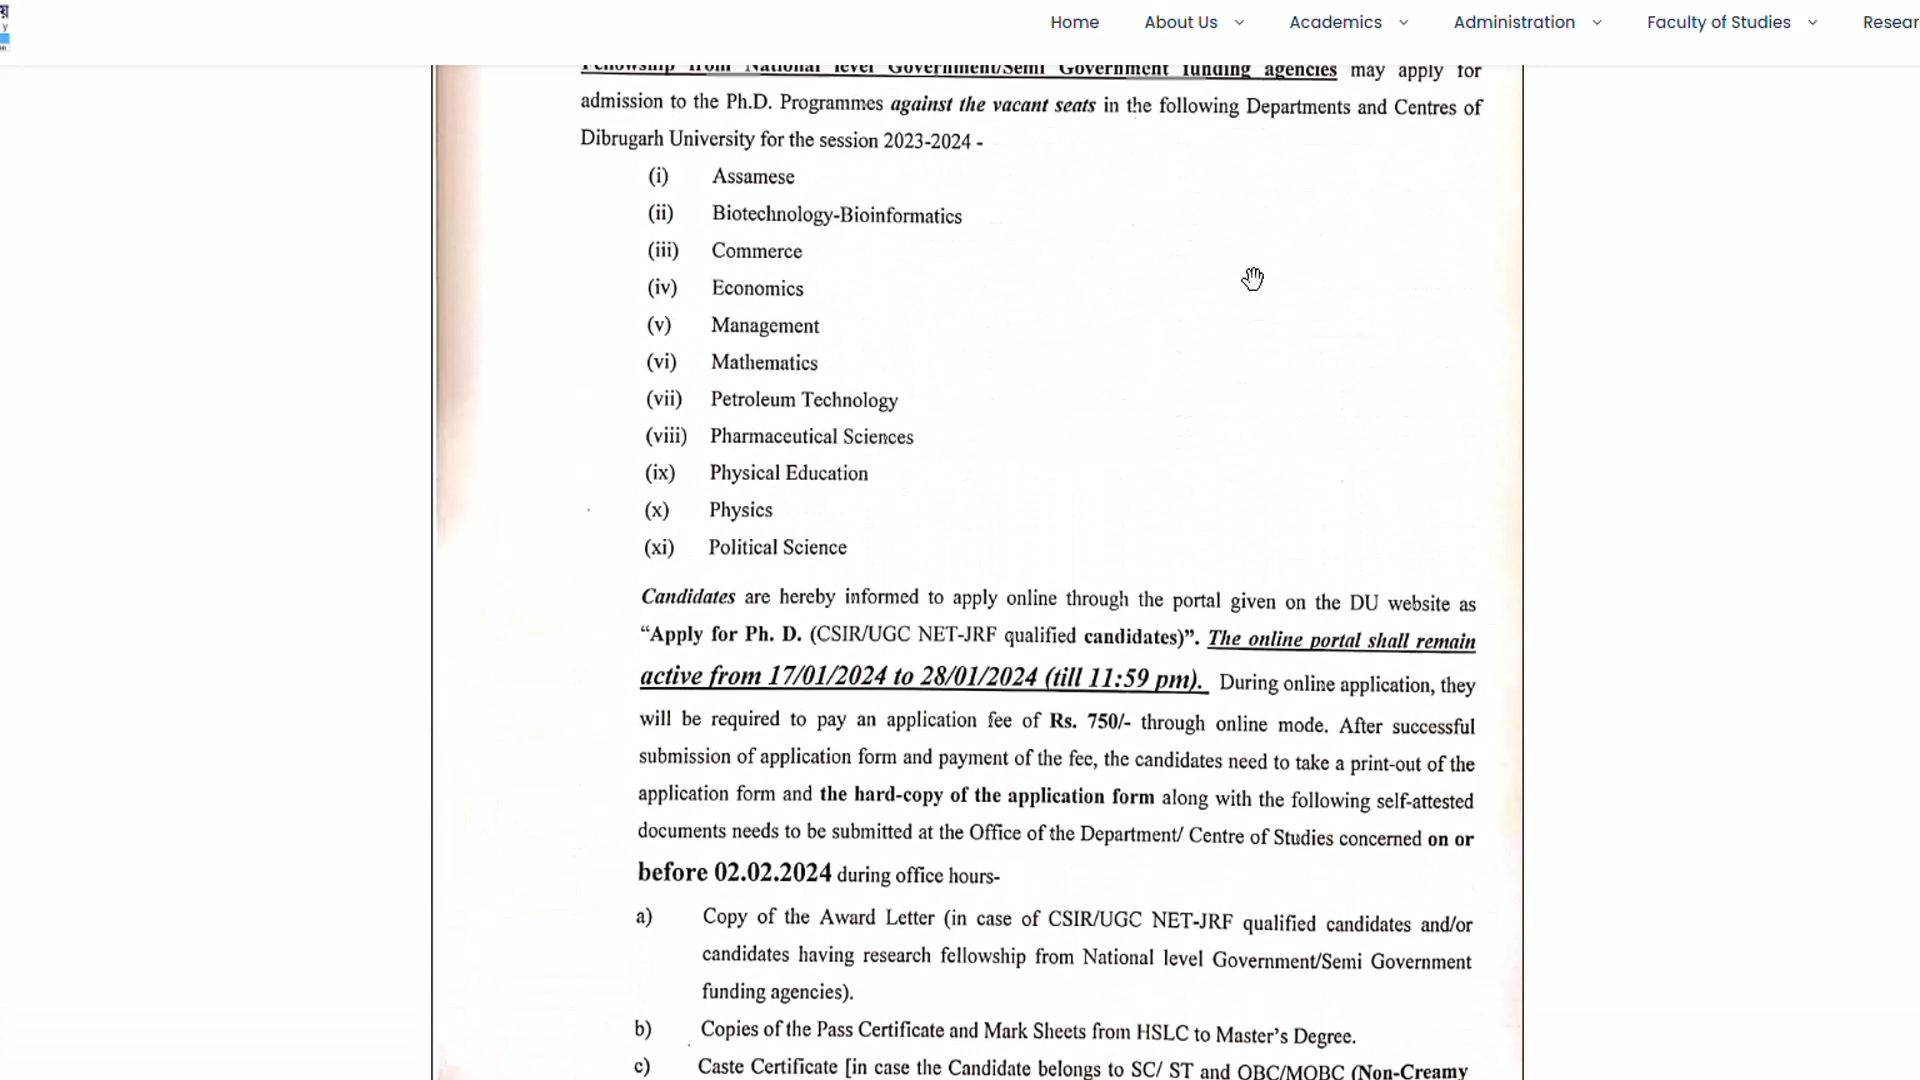 Home About Us Academics Administration Faculty of Studies Resear
Fellowship from National level Government/Semi Government funding agencies may apply for
admission to the Ph.D. Programmes against the vacant seats in the following Departments and Centres of
Dibrugarh University for the session 2023-2024 -
(i) Assamese
(ii) Biotechnology-Bioinformatics
(iii) Commerce
(iv) Economics
(v) Management
(vi) Mathematics
(vii) Petroleum Technology
(viii) Pharmaceutical Sciences
(ix) Physical Education
(x) Physics
(xi) Political Science
Candidates are hereby informed to apply online through the portal given on the DU website as
“Apply for Ph. D. (CSIR/UGC NET-JRF qualified candidates)”. The online portal shall remain
active from 17/01/2024 to 28/01/2024 (till 11:59 pm). During online application, they
will be required to pay an application fee of Rs. 750/- through online mode. After successful
submission of application form and payment of the fee, the candidates need to take a print-out of the
application form and the hard-copy of the application form along with the following self-attested
documents needs to be submitted at the Office of the Department/ Centre of Studies concerned on or
before 02.02.2024 during office hours-
a) Copy of the Award Letter (in case of CSIR/UGC NET-JRF qualified candidates and/or
candidates having research fellowship from National level Government/Semi Government
funding agencies).
b) Copies of the Pass Certificate and Mark Sheets from HSLC to Master’s Degree.
c) Caste Certificate [in case the Candidate belongs to SC/ ST and OBC/MOBC (Non-Creamy